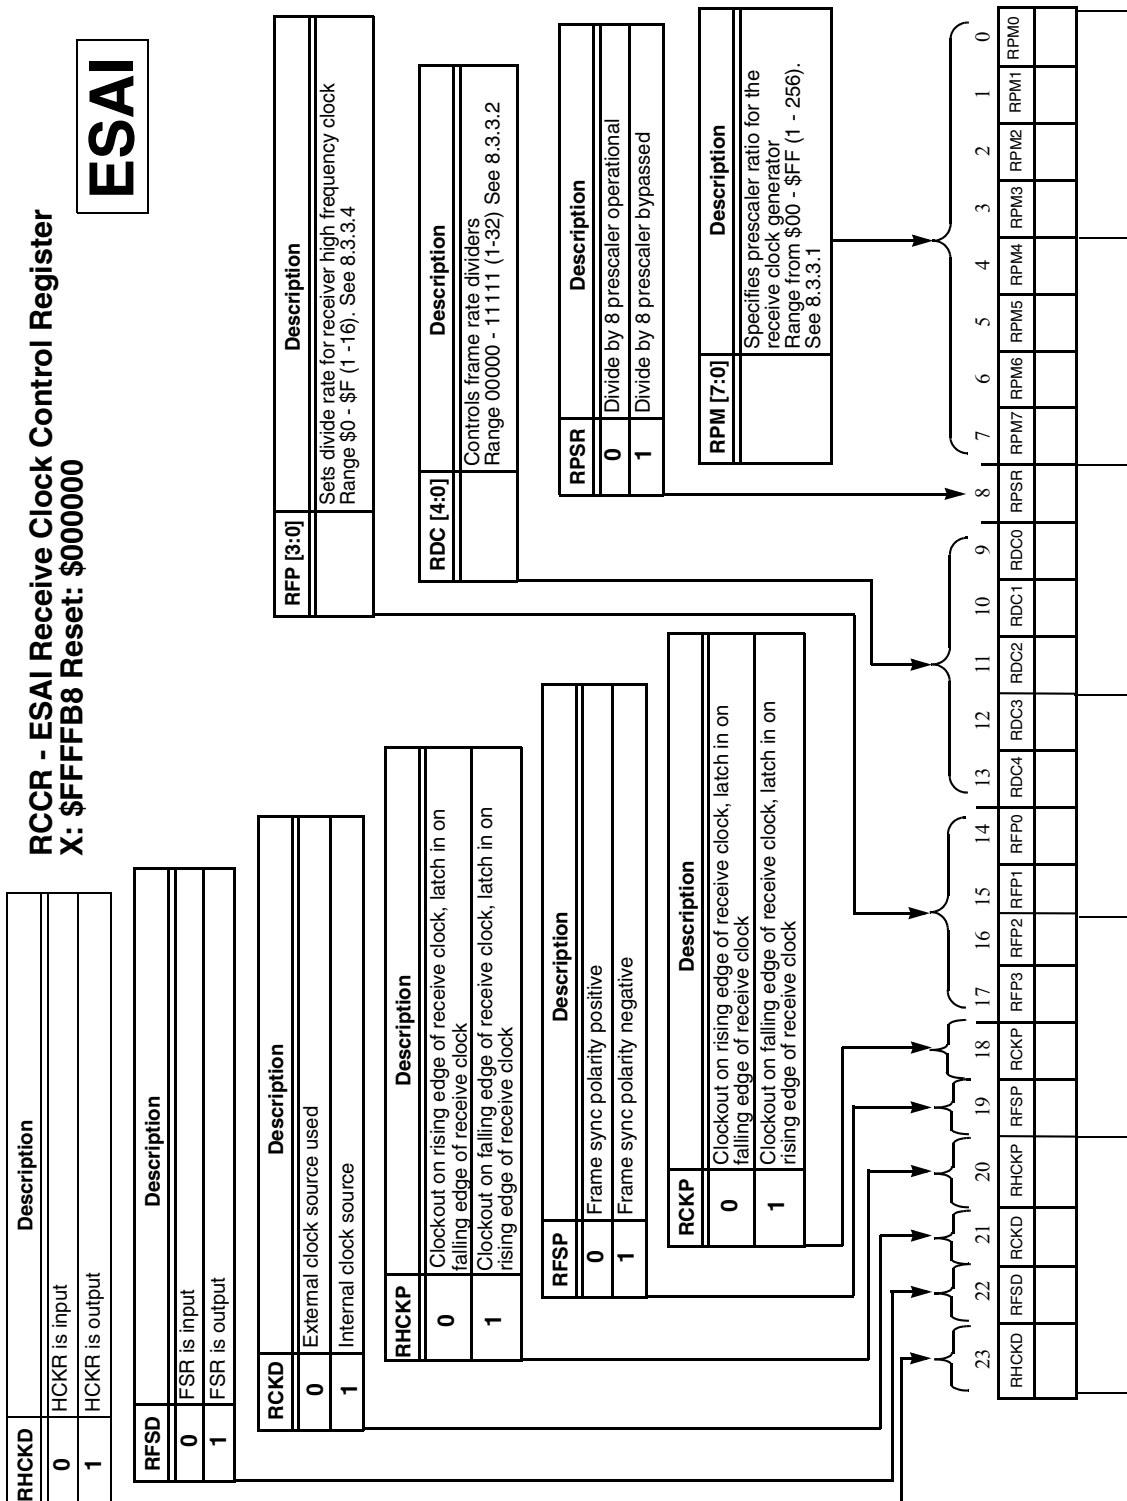 RCCR - ESAI Receive Clock Control Register
X: $FFFFB8 Reset: $000000
ESAI
RHCKD Description
0 HCKR is input
1 HCKR is output
RFSD Description
0 FSR is input
1 FSR is output
RCKD Description
0 External clock source used
1 Internal clock source
RHCKP Description
0 Clockout on rising edge of receive clock, latch in on
falling edge of receive clock
1 Clockout on falling edge of receive clock, latch in on
rising edge of receive clock
RFSP Description
0 Frame sync polarity positive
1 Frame sync polarity negative
RCKP Description
0 Clockout on rising edge of receive clock, latch in on
falling edge of receive clock
1 Clockout on falling edge of receive clock, latch in on
rising edge of receive clock
RFP [3:0] Description
Sets divide rate for receiver high frequency clock
Range $0 - $F (1 -16). See 8.3.3.4
RDC [4:0] Description
Controls frame rate dividers
Range 00000 - 11111 (1-32) See 8.3.3.2
RPSR Description
0 Divide by 8 prescaler operational
1 Divide by 8 prescaler bypassed
RPM [7:0] Description
Specifies prescaler ratio for the
receive clock generator
Range from $00 - $FF (1 - 256).
See 8.3.3.1
23 22 21 20 19 18 17 16 15 14 13 12 11 10 9 8 7 6 5 4 3 2 1 0
RHCKD RFSD RCKD RHCKP RFSP RCKP RFP3 RFP2 RFP1 RFP0 RDC4 RDC3 RDC2 RDC1 RDC0 RPSR RPM7 RPM6 RPM5 RPM4 RPM3 RPM2 RPM1 RPM0